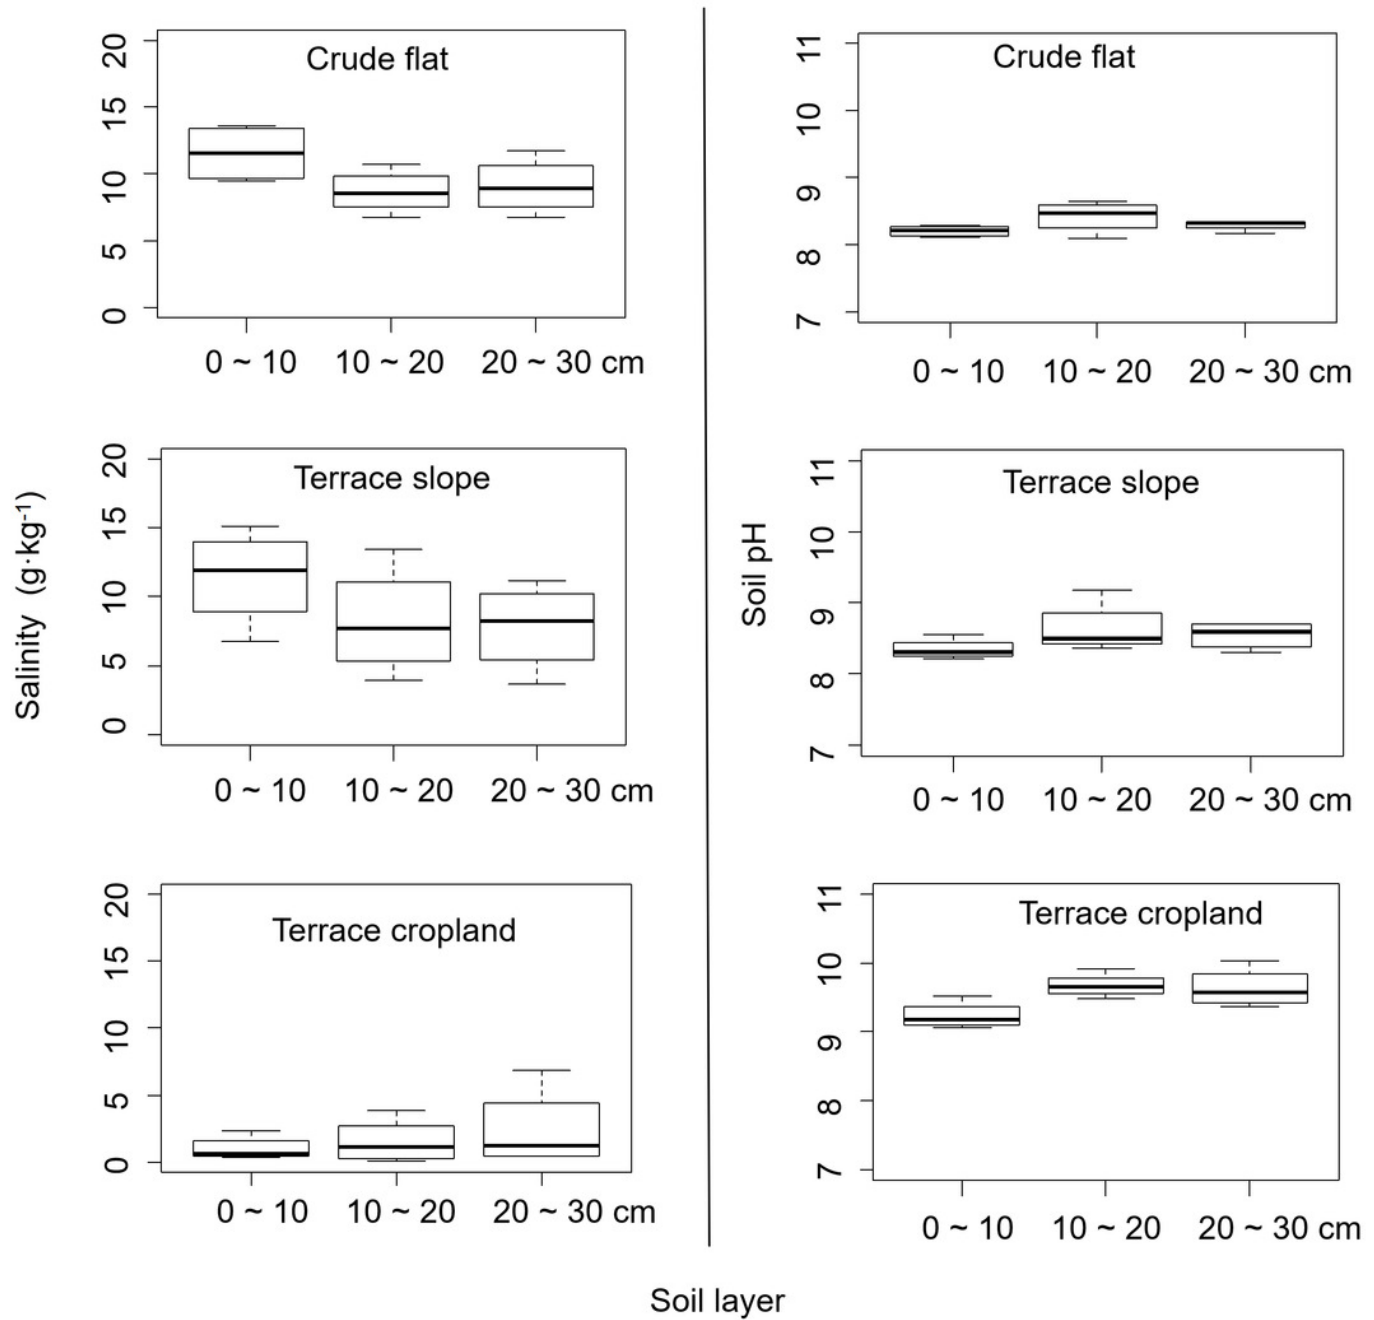 Crude flat
20
15
10
5
0
0 ~ 10 10 ~ 20 20 ~ 30 cm
Terrace slope
20
15
10
5
0
0 ~ 10 10 ~ 20 20 ~ 30 cm
Terrace cropland
20
15
10
5
0
0 ~ 10 10 ~ 20 20 ~ 30 cm
Salinity (g·kg⁻¹)
Crude flat
11
10
9
8
7
0 ~ 10 10 ~ 20 20 ~ 30 cm
Terrace slope
11
10
9
8
7
0 ~ 10 10 ~ 20 20 ~ 30 cm
Terrace cropland
11
10
9
8
7
0 ~ 10 10 ~ 20 20 ~ 30 cm
Soil pH
Soil layer